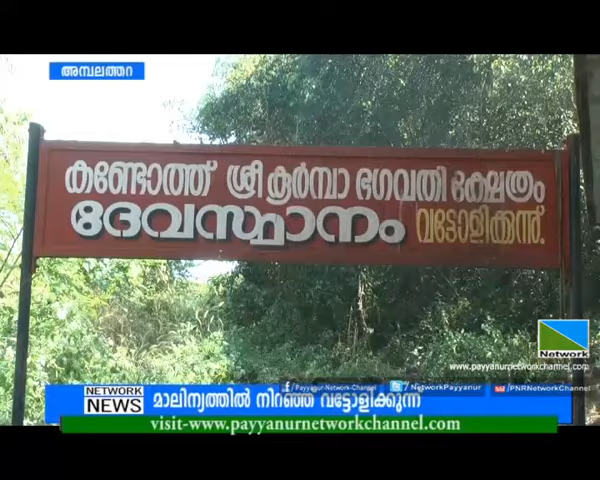 അമ്പലത്തറ
കണ്ടോത്ത് ശ്രീ കൂർമ്പാ ഭഗവതി ക്ഷേത്രം
ദേവസ്ഥാനം വട്ടോളിക്കുന്ന്.
Network
www.payyanurnetworkchannel.com
Payyanur-Network-Channel /NetworkPayyanur /PNRNetworkChannel
NETWORK NEWS മാലിന്യത്തിൽ നിറഞ്ഞ വട്ടോളിക്കുന്ന്
visit-www.payyanurnetworkchannel.com